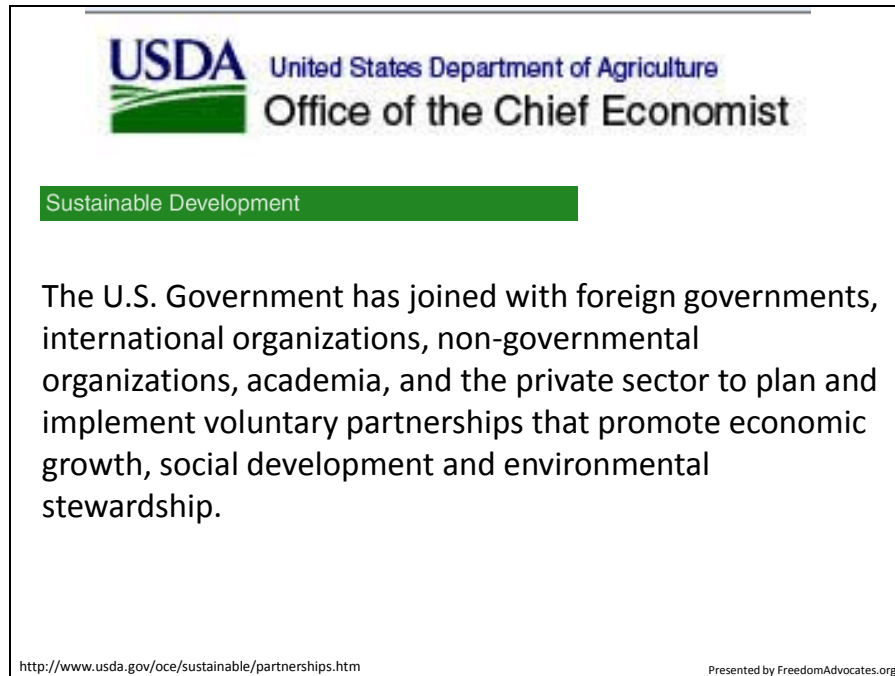 USDA United States Department of Agriculture
Office of the Chief Economist
Sustainable Development
The U.S. Government has joined with foreign governments,
international organizations, non-governmental
organizations, academia, and the private sector to plan and
implement voluntary partnerships that promote economic
growth, social development and environmental
stewardship.
http://www.usda.gov/oce/sustainable/partnerships.htm
Presented by FreedomAdvocates.org